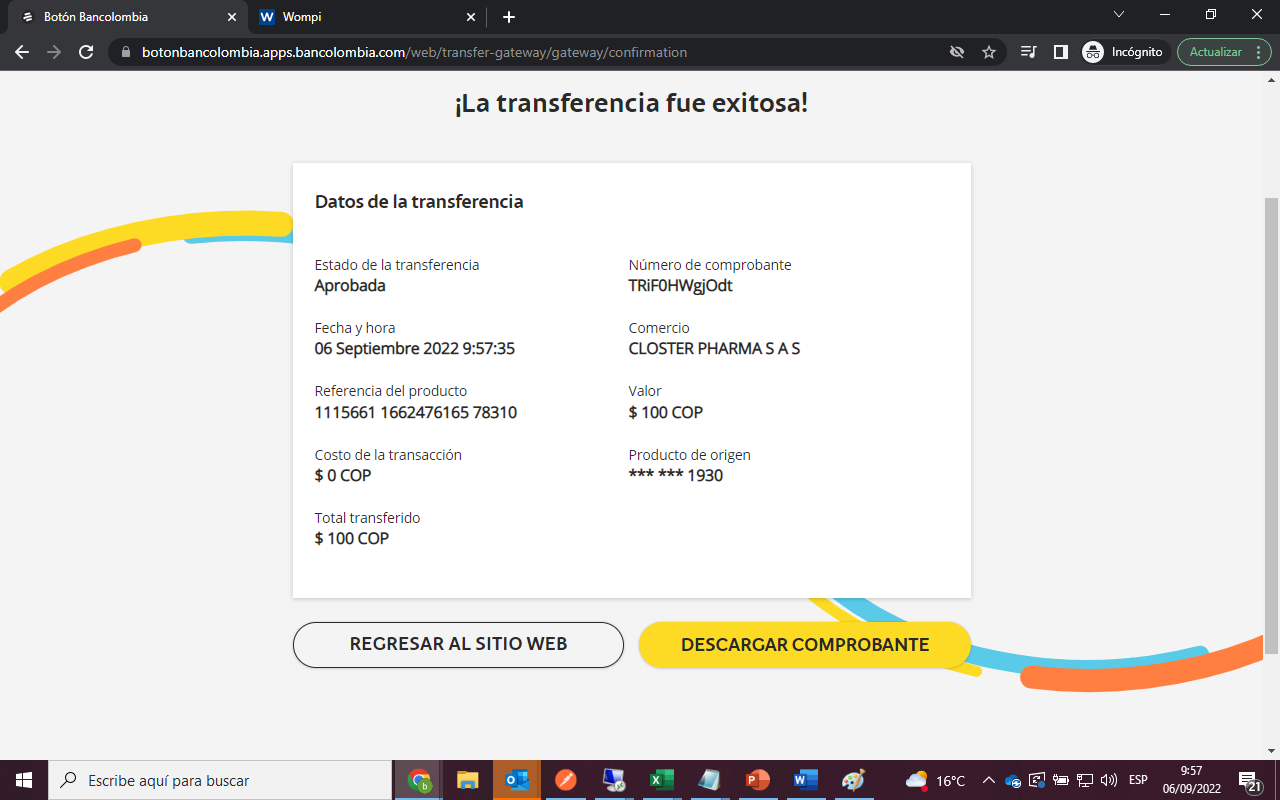 Botón Bancolombia
W Wompi
botonbancolombia.apps.bancolombia.com/web/transfer-gateway/gateway/confirmation
Incógnito
Actualizar
¡La transferencia fue exitosa!
Datos de la transferencia
Estado de la transferencia
Aprobada
Número de comprobante
TRiF0HWgjOdt
Fecha y hora
06 Septiembre 2022 9:57:35
Comercio
CLOSTER PHARMA S A S
Referencia del producto
1115661 1662476165 78310
Valor
$ 100 COP
Costo de la transacción
$ 0 COP
Producto de origen
*** *** 1930
Total transferido
$ 100 COP
REGRESAR AL SITIO WEB
DESCARGAR COMPROBANTE
Escribe aquí para buscar
16°C
ESP
9:57
06/09/2022
21